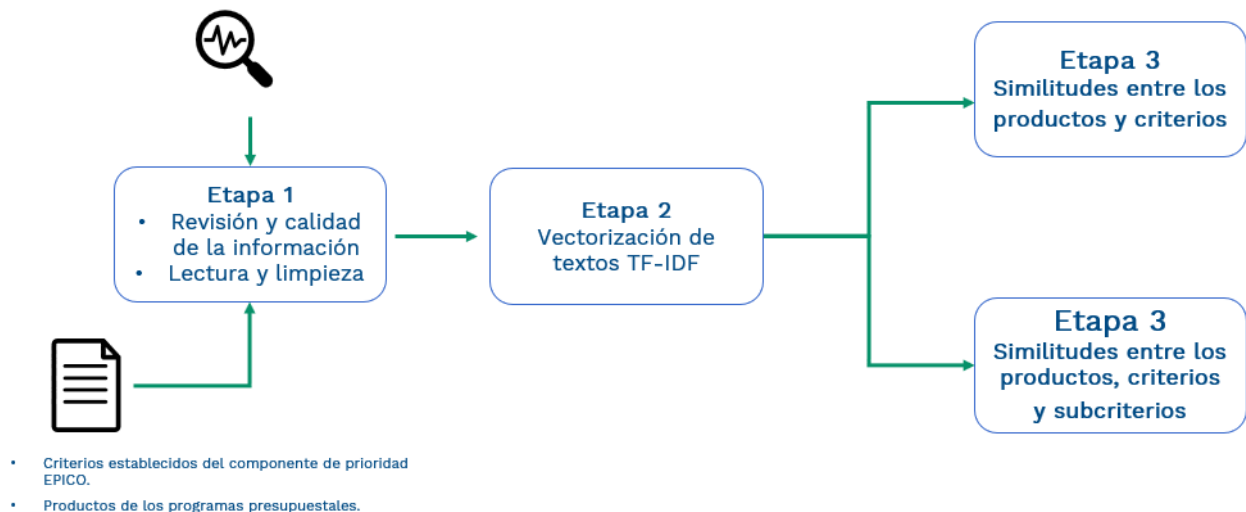 Etapa 1
• Revisión y calidad
de la información
• Lectura y limpieza
Etapa 2
Vectorización de
textos TF-IDF
Etapa 3
Similitudes entre los
productos y criterios
Etapa 3
Similitudes entre los
productos, criterios
y subcriterios
• Criterios establecidos del componente de prioridad
EPICO.
• Productos de los programas presupuestales.